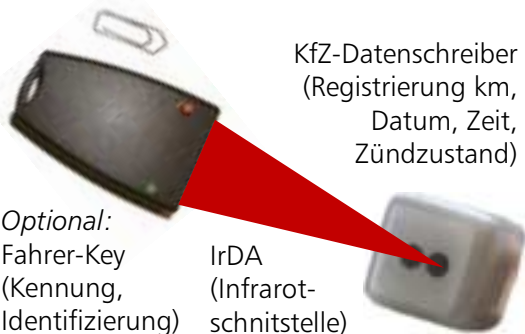 KfZ-Datenschreiber
(Registrierung km,
Datum, Zeit,
Zündzustand)
Optional:
Fahrer-Key
(Kennung,
Identifizierung)
IrDA
(Infrarot-
schnitstelle)